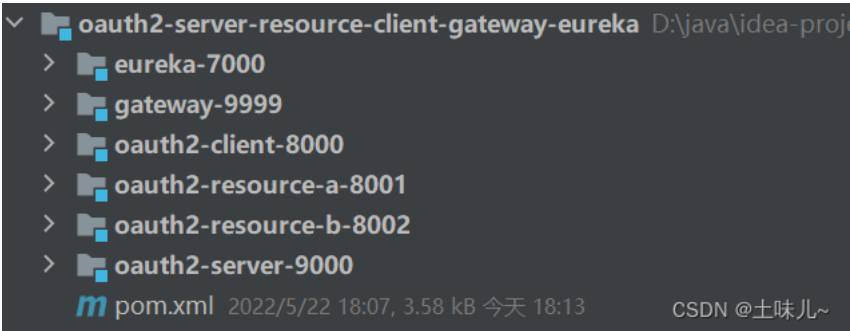 oauth2-server-resource-client-gateway-eureka D:\java\idea-proj
eureka-7000
gateway-9999
oauth2-client-8000
oauth2-resource-a-8001
oauth2-resource-b-8002
oauth2-server-9000
pom.xml 2022/5/22 18:07, 3.58 kB 今天 18:13
CSDN @土味儿~